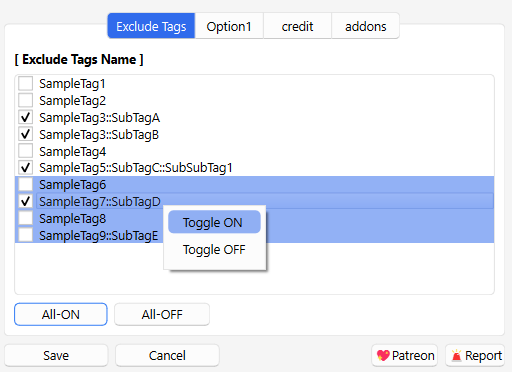 Exclude Tags Option1 credit addons
[ Exclude Tags Name ]
SampleTag1
SampleTag2
SampleTag3::SubTagA
SampleTag3::SubTagB
SampleTag4
SampleTag5::SubTagC::SubSubTag1
SampleTag6
SampleTag7::SubTagD
SampleTag8
SampleTag9::SubTagE
Toggle ON
Toggle OFF
All-ON All-OFF
Save Cancel Patreon Report